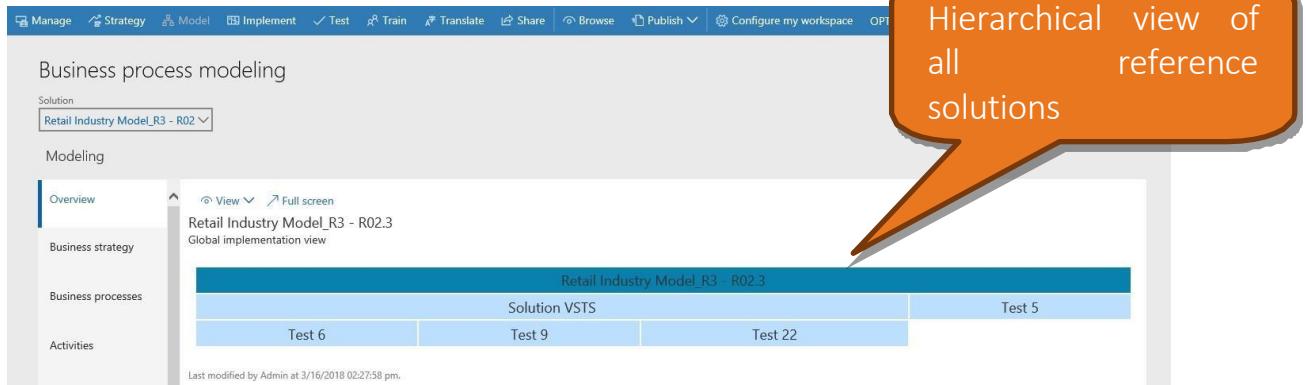 Manage Strategy Model Implement Test Train Translate Share Browse Publish Configure my workspace OPT
Hierarchical view of
all reference
solutions
Business process modeling
Solution
Retail Industry Model_R3 - R02
Modeling
Overview
View Full screen
Retail Industry Model_R3 - R02.3
Global implementation view
Business strategy
Retail Industry Model_R3 - R02.3
Business processes
Solution VSTS Test 5
Test 6 Test 9 Test 22
Activities
Last modified by Admin at 3/16/2018 02:27:58 pm.